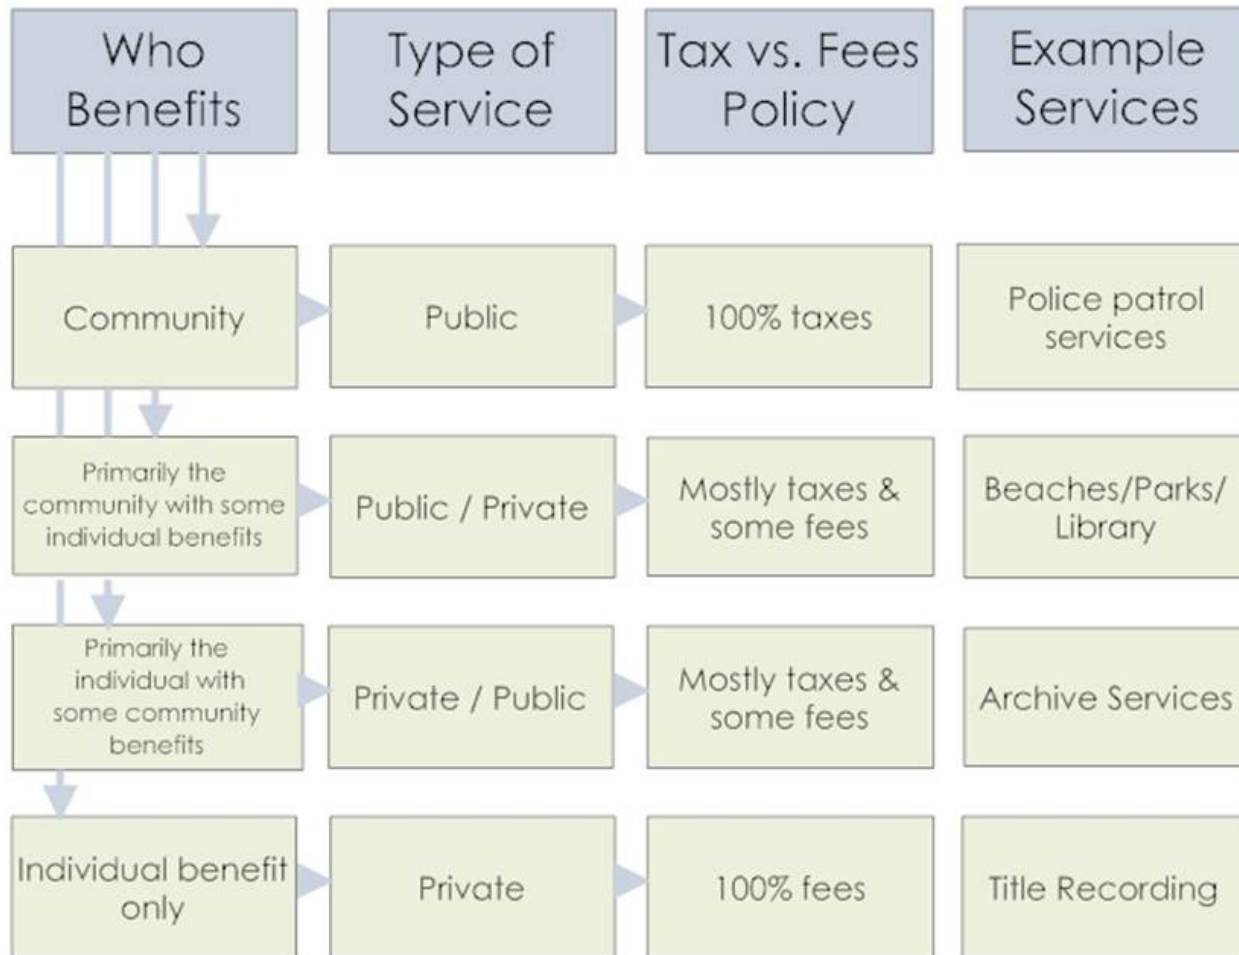 Who
Benefits
Type of
Service
Tax vs. Fees
Policy
Example
Services
Community
Public
100% taxes
Police patrol
services
Primarily the
community with some
individual benefits
Public / Private
Mostly taxes &
some fees
Beaches/Parks/
Library
Primarily the
individual with
some community
benefits
Private / Public
Mostly taxes &
some fees
Archive Services
Individual benefit
only
Private
100% fees
Title Recording